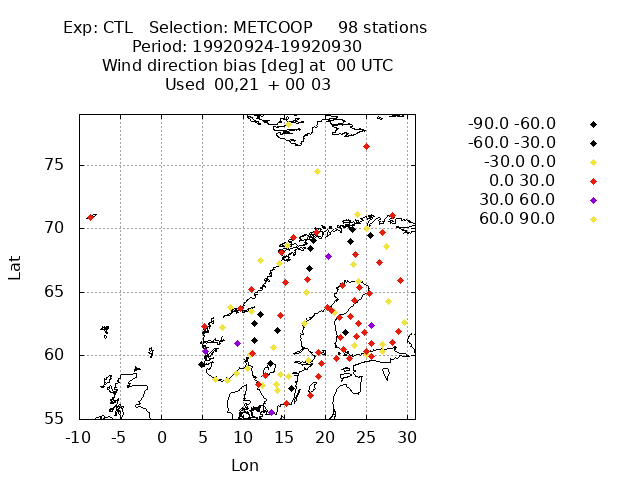 Exp: CTL   Selection: METCOOP     98 stations
Period: 19920924-19920930
Wind direction bias [deg] at  00 UTC
Used  00,21  + 00 03
-90.0 -60.0
-60.0 -30.0
-30.0 0.0
0.0 30.0
30.0 60.0
60.0 90.0
75
70
65
60
55
Lat
-10 -5 0 5 10 15 20 25 30
Lon